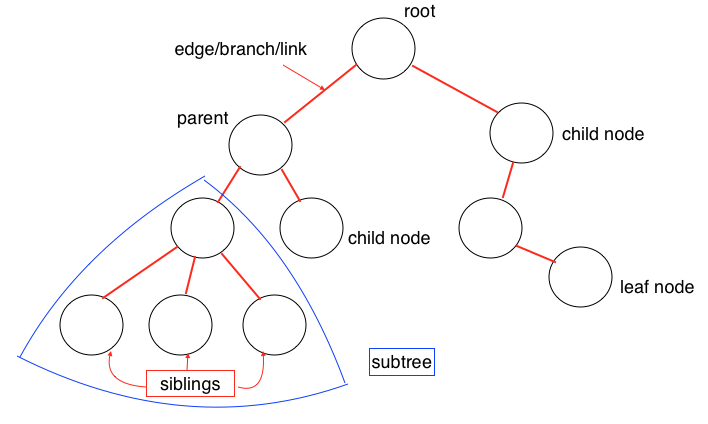 root
edge/branch/link
parent
child node
child node
leaf node
subtree
siblings